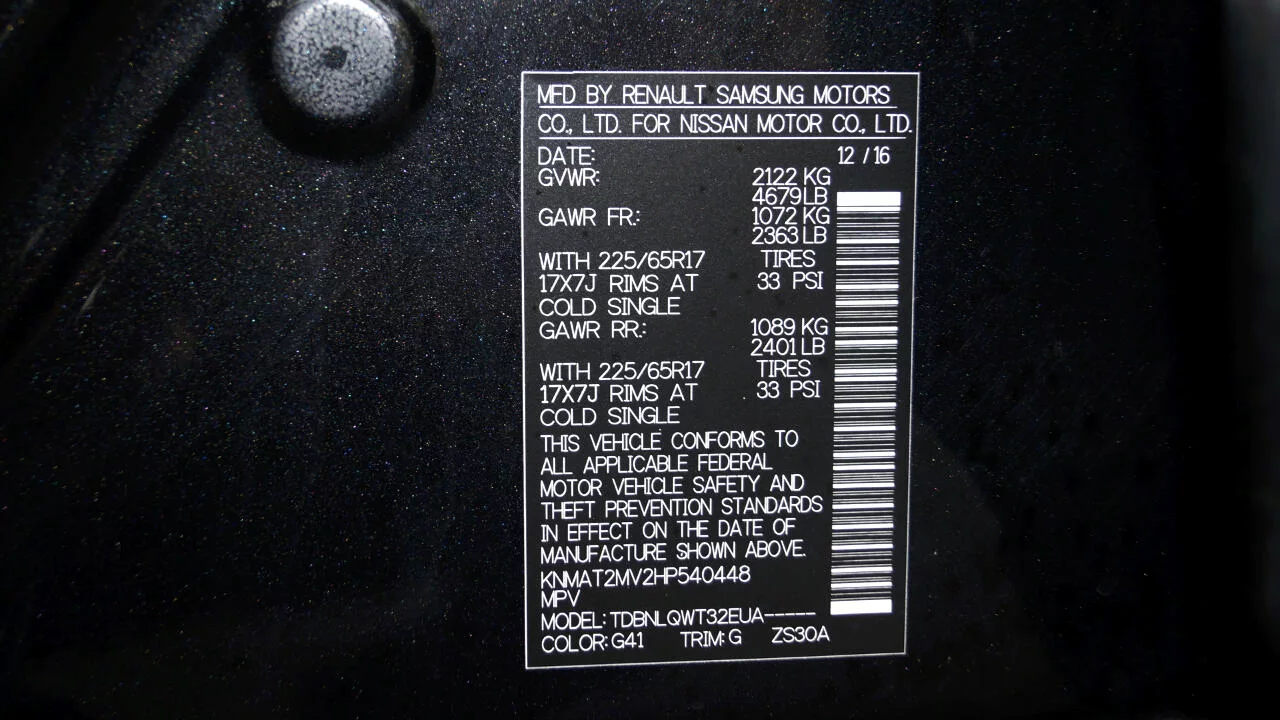 MFD BY RENAULT SAMSUNG MOTORS
CO., LTD. FOR NISSAN MOTOR CO., LTD.
DATE: 12 / 16
GVWR: 2122 KG
4679 LB
GAWR FR.: 1072 KG
2363 LB
WITH 225/65R17 TIRES
17X7J RIMS AT 33 PSI
COLD SINGLE
GAWR RR.: 1089 KG
2401 LB
WITH 225/65R17 TIRES
17X7J RIMS AT 33 PSI
COLD SINGLE
THIS VEHICLE CONFORMS TO
ALL APPLICABLE FEDERAL
MOTOR VEHICLE SAFETY AND
THEFT PREVENTION STANDARDS
IN EFFECT ON THE DATE OF
MANUFACTURE SHOWN ABOVE.
KNMAT2MV2HP540448
MPV
MODEL: TDBNLQWT32EUA-----
COLOR: G41 TRIM: G ZS30A